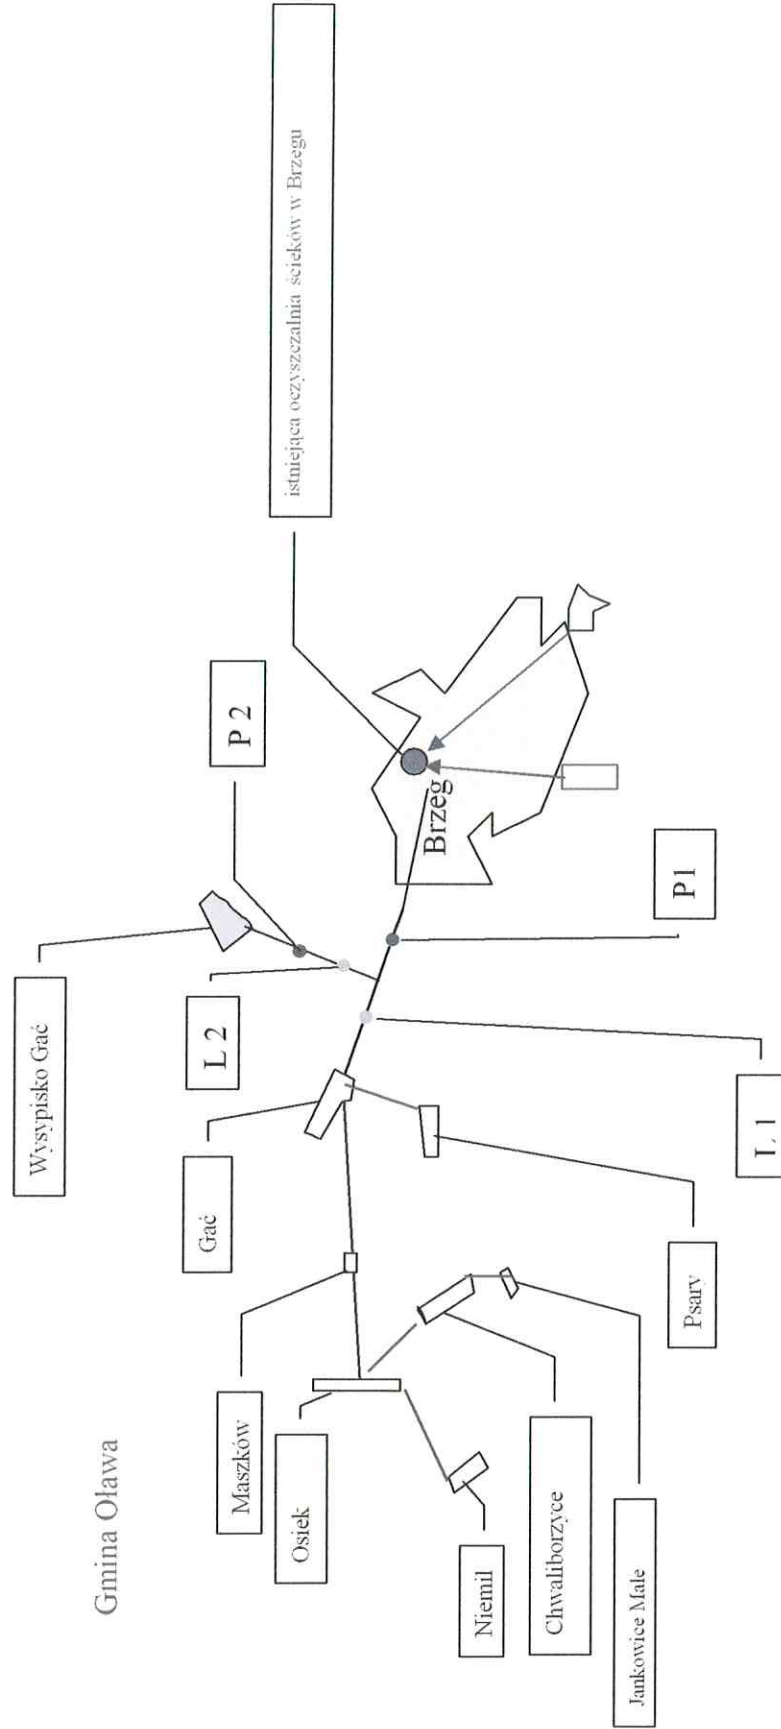 Wysypisko Gać
Gmina Oława
Gać
L 2
P 2
Maszków
istniejąca oczyszczalnia ścieków w Brzegu
Osiek
Brzeg
Niemil
Chwaliborzyce
Jankowice Małe
Psary
P1
L 1